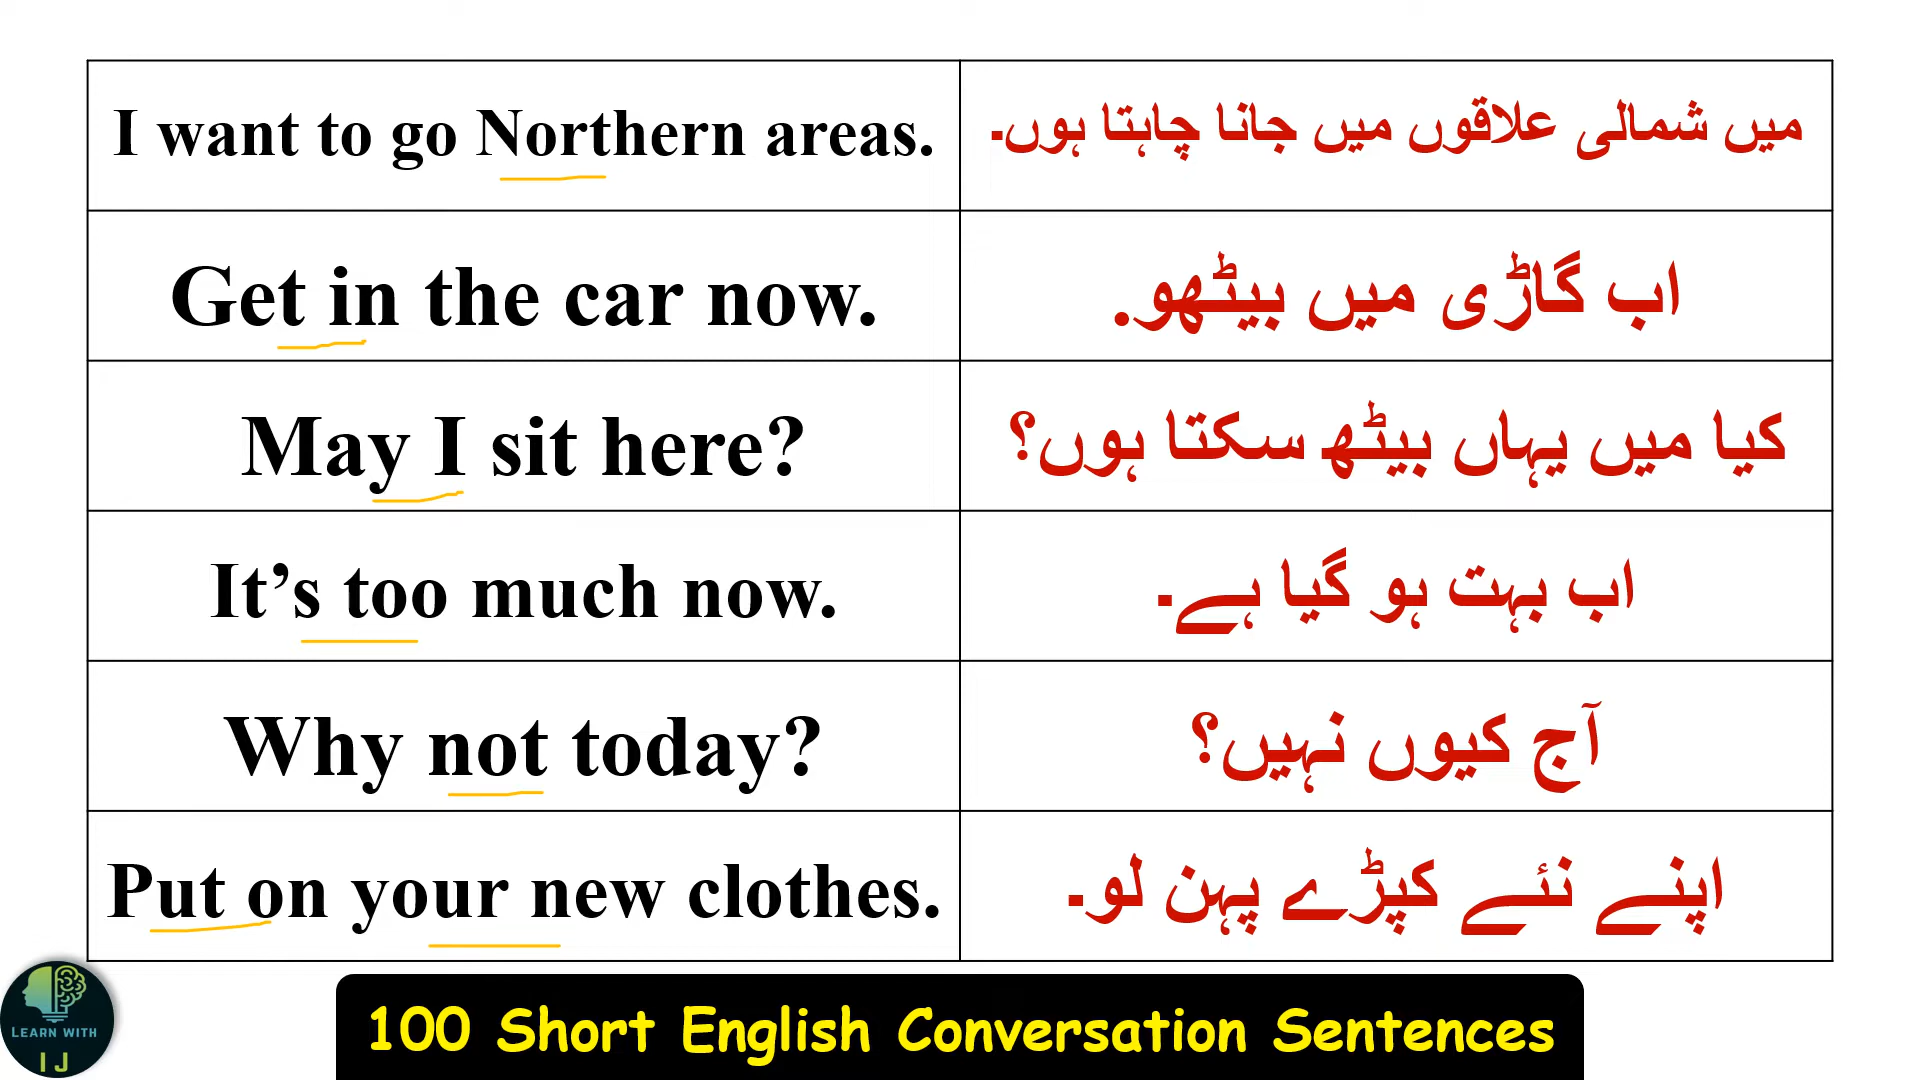 I want to go Northern areas.
میں شمالی علاقوں میں جانا چاہتا ہوں۔
Get in the car now.
اب گاڑی میں بیٹھو.
May I sit here?
کیا میں یہاں بیٹھ سکتا ہوں؟
It’s too much now.
اب بہت ہو گیا ہے۔
Why not today?
آج کیوں نہیں؟
Put on your new clothes.
اپنے نئے کپڑے پہن لو۔
LEARN WITH
I J
100 Short English Conversation Sentences